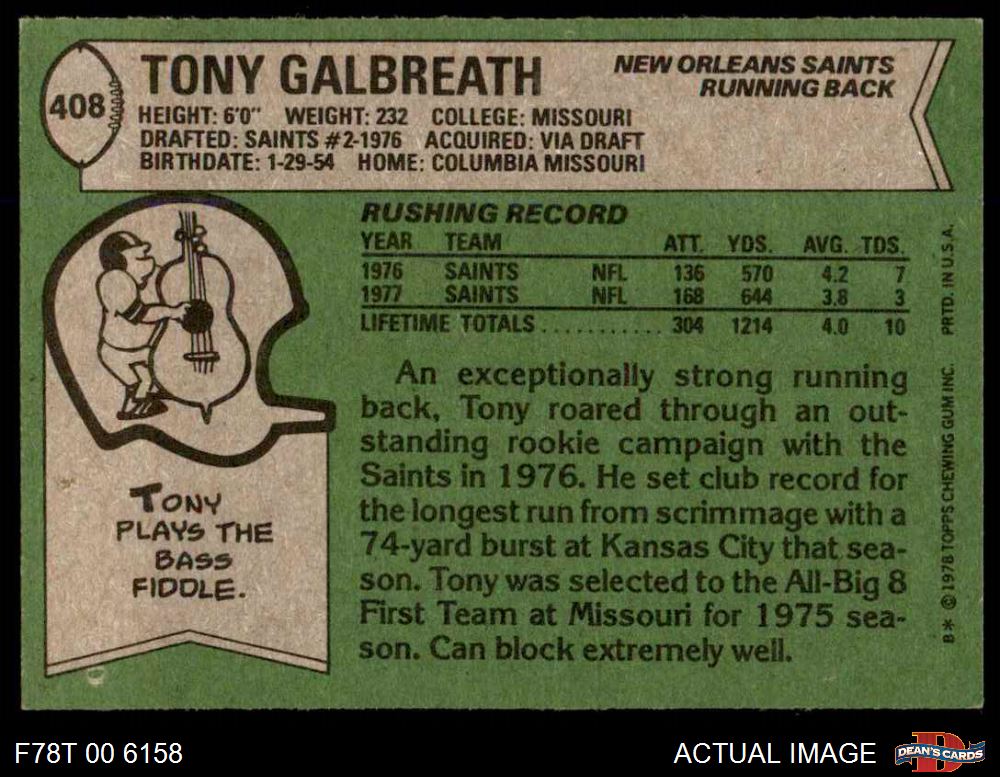 408
TONY GALBREATH
NEW ORLEANS SAINTS
RUNNING BACK
HEIGHT: 6'0" WEIGHT: 232 COLLEGE: MISSOURI
DRAFTED: SAINTS #2-1976 ACQUIRED: VIA DRAFT
BIRTHDATE: 1-29-54 HOME: COLUMBIA MISSOURI
RUSHING RECORD
YEAR TEAM ATT. YDS. AVG. TDS.
1976 SAINTS NFL 136 570 4.2 7
1977 SAINTS NFL 168 644 3.8 3
LIFETIME TOTALS........... 304 1214 4.0 10
An exceptionally strong running
back, Tony roared through an out-
standing rookie campaign with the
Saints in 1976. He set club record for
the longest run from scrimmage with a
74-yard burst at Kansas City that sea-
son. Tony was selected to the All-Big 8
First Team at Missouri for 1975 sea-
son. Can block extremely well.
TONY
PLAYS THE
BASS
FIDDLE.
B* © 1978 TOPPS CHEWING GUM INC. PRTD. IN U.S.A.
F78T 00 6158
ACTUAL IMAGE
D
DEAN'S CARDS